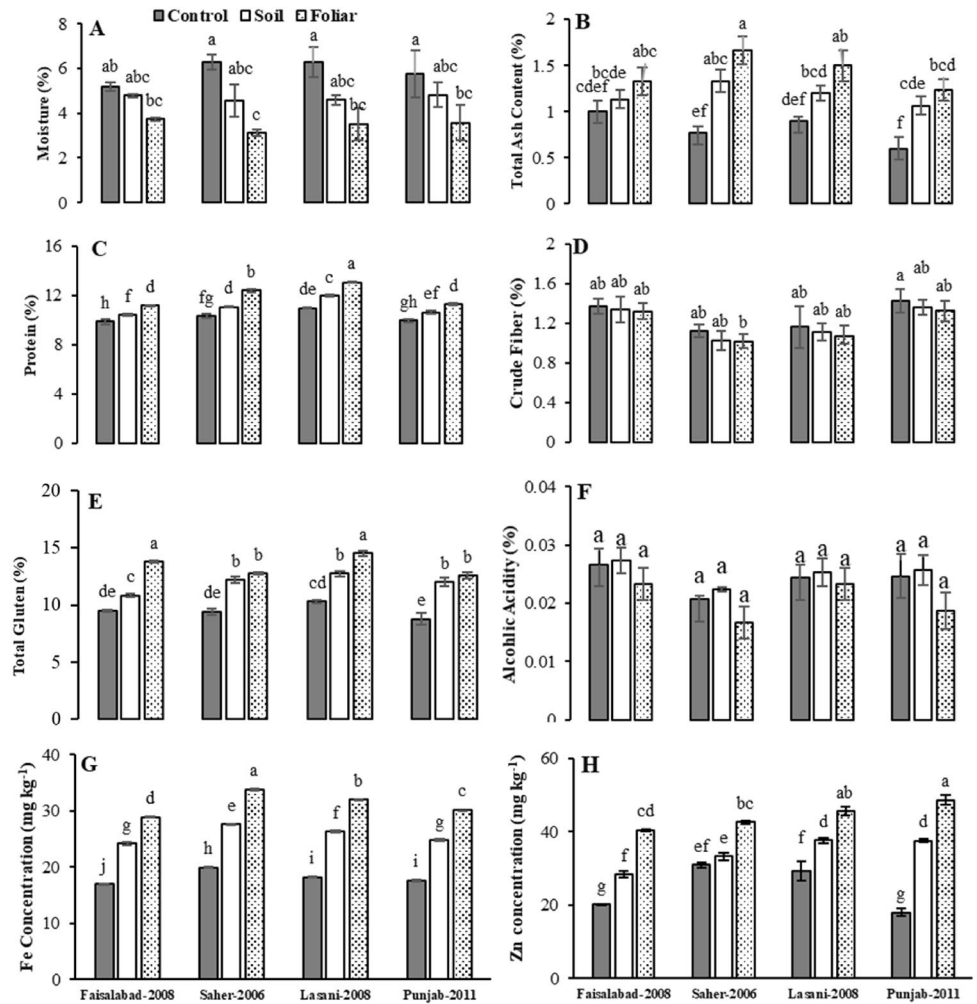 Control Soil Foliar
A
Moisture (%)
8
6
4
2
0
ab abc bc
a abc c
a abc bc
a abc bc
B
Total Ash Content (%)
2
1.5
1
0.5
0
cdef bcde abc
ef abc a
def bcd ab
f bcd abc
C
Protein (%)
16
12
8
4
0
h f d
fg d b
de c a
gh ef d
D
Crude Fiber (%)
2
1.6
1.2
0.8
0.4
0
ab ab ab
ab ab b
ab ab ab
a ab ab
E
Total Gluten (%)
20
15
10
5
0
de c a
de b b
cd b a
e b b
F
Alcohlic Acidity (%)
0.04
0.03
0.02
0.01
0
a a a
a a a
a a a
a a a
G
Fe Concentration (mg kg-1)
40
30
20
10
0
j g d
h e a
i f b
i g c
Faisalabad-2008 Saher-2006 Lasani-2008 Punjab-2011
H
Zn concentration (mg kg-1)
60
40
20
0
g f cd
ef e bc
f d ab
g d a
Faisalabad-2008 Saher-2006 Lasani-2008 Punjab-2011